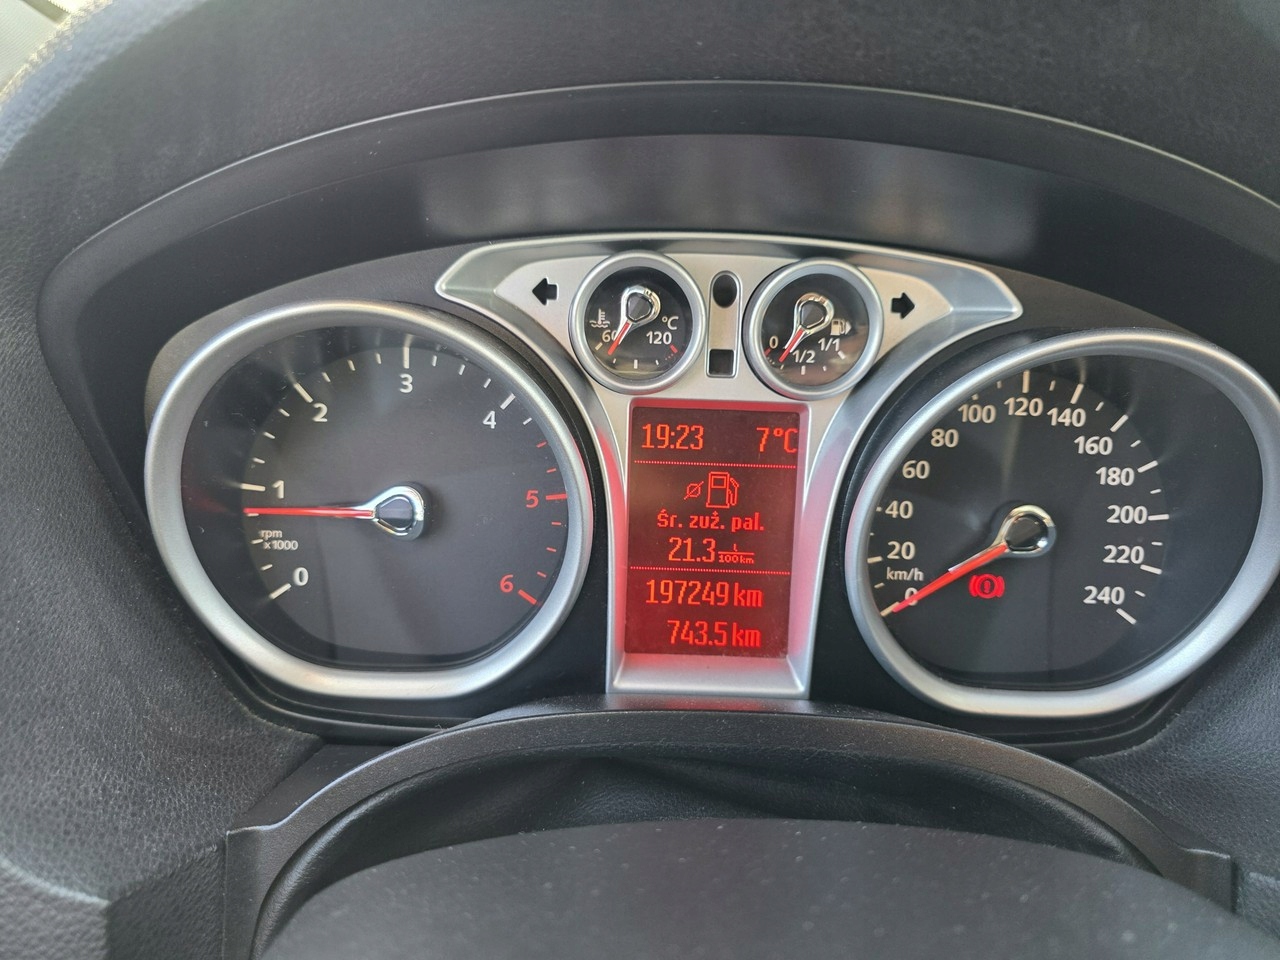 60 °C 120
0 1/2 1/1
0 1 2 3 4 5 6
rpm
x1000
19:23 7°C
Śr. zuż. pal.
21.3 L/100km
197249 km
743.5 km
0 20 40 60 80 100 120 140 160 180 200 220 240
km/h